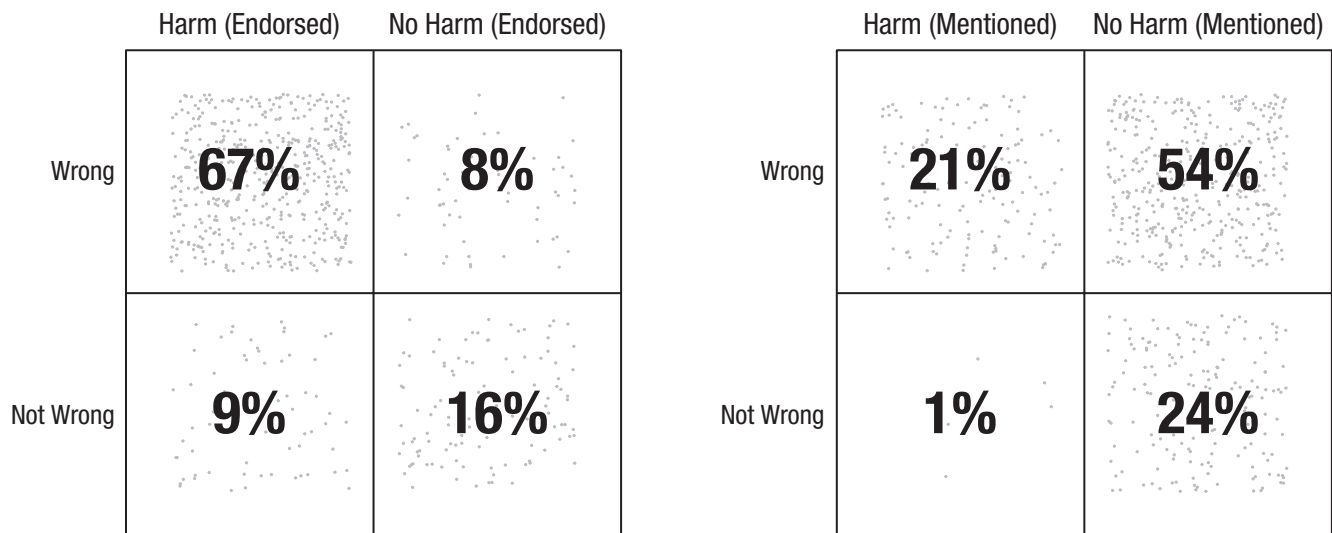 Harm (Endorsed) No Harm (Endorsed) Harm (Mentioned) No Harm (Mentioned)
Wrong 67% 8% Wrong 21% 54%
Not Wrong 9% 16% Not Wrong 1% 24%